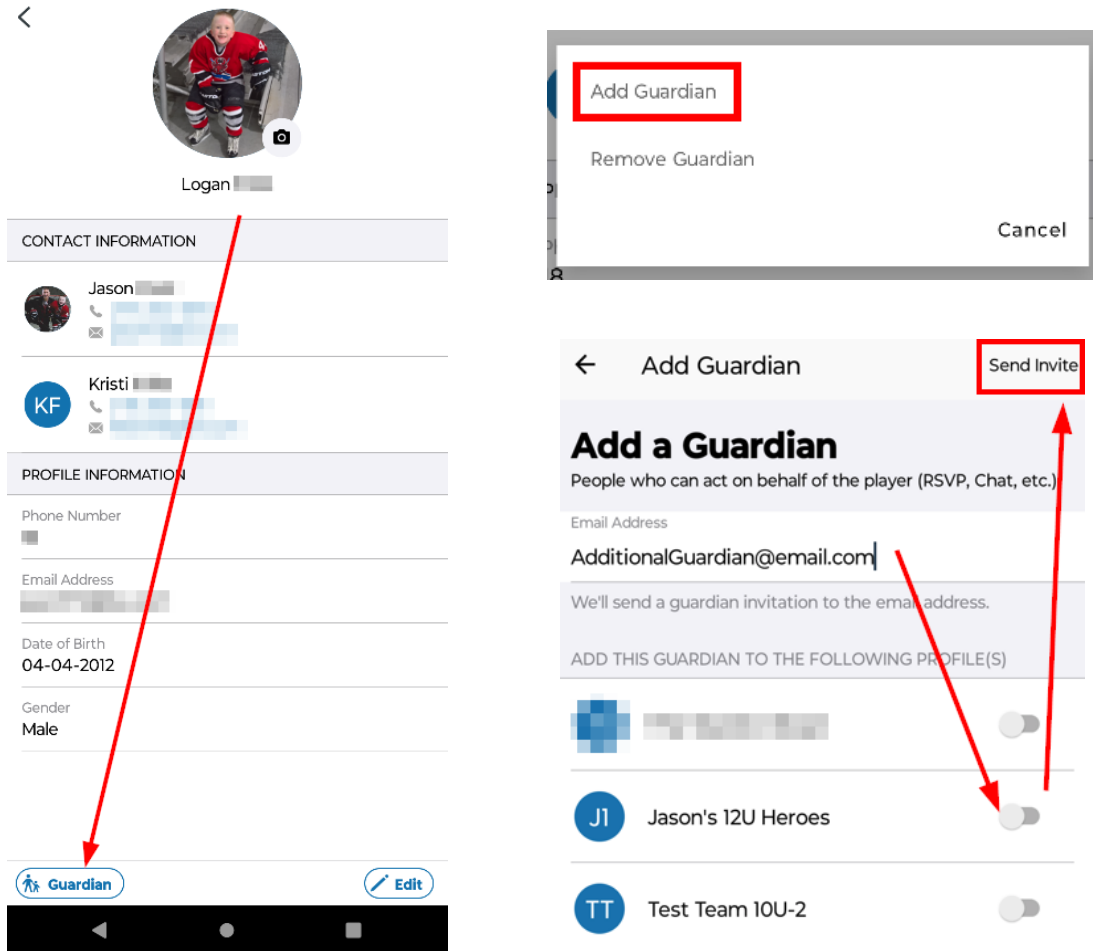 Logan
CONTACT INFORMATION
Jason
KF
Kristi
PROFILE INFORMATION
Phone Number
Email Address
Date of Birth
04-04-2012
Gender
Male
Guardian
Edit
Add Guardian
Remove Guardian
Cancel
Add Guardian
Send Invite
Add a Guardian
People who can act on behalf of the player (RSVP, Chat, etc.)
Email Address
AdditionalGuardian@email.com
We'll send a guardian invitation to the email address.
ADD THIS GUARDIAN TO THE FOLLOWING PROFILE(S)
J1
Jason's 12U Heroes
TT
Test Team 10U-2